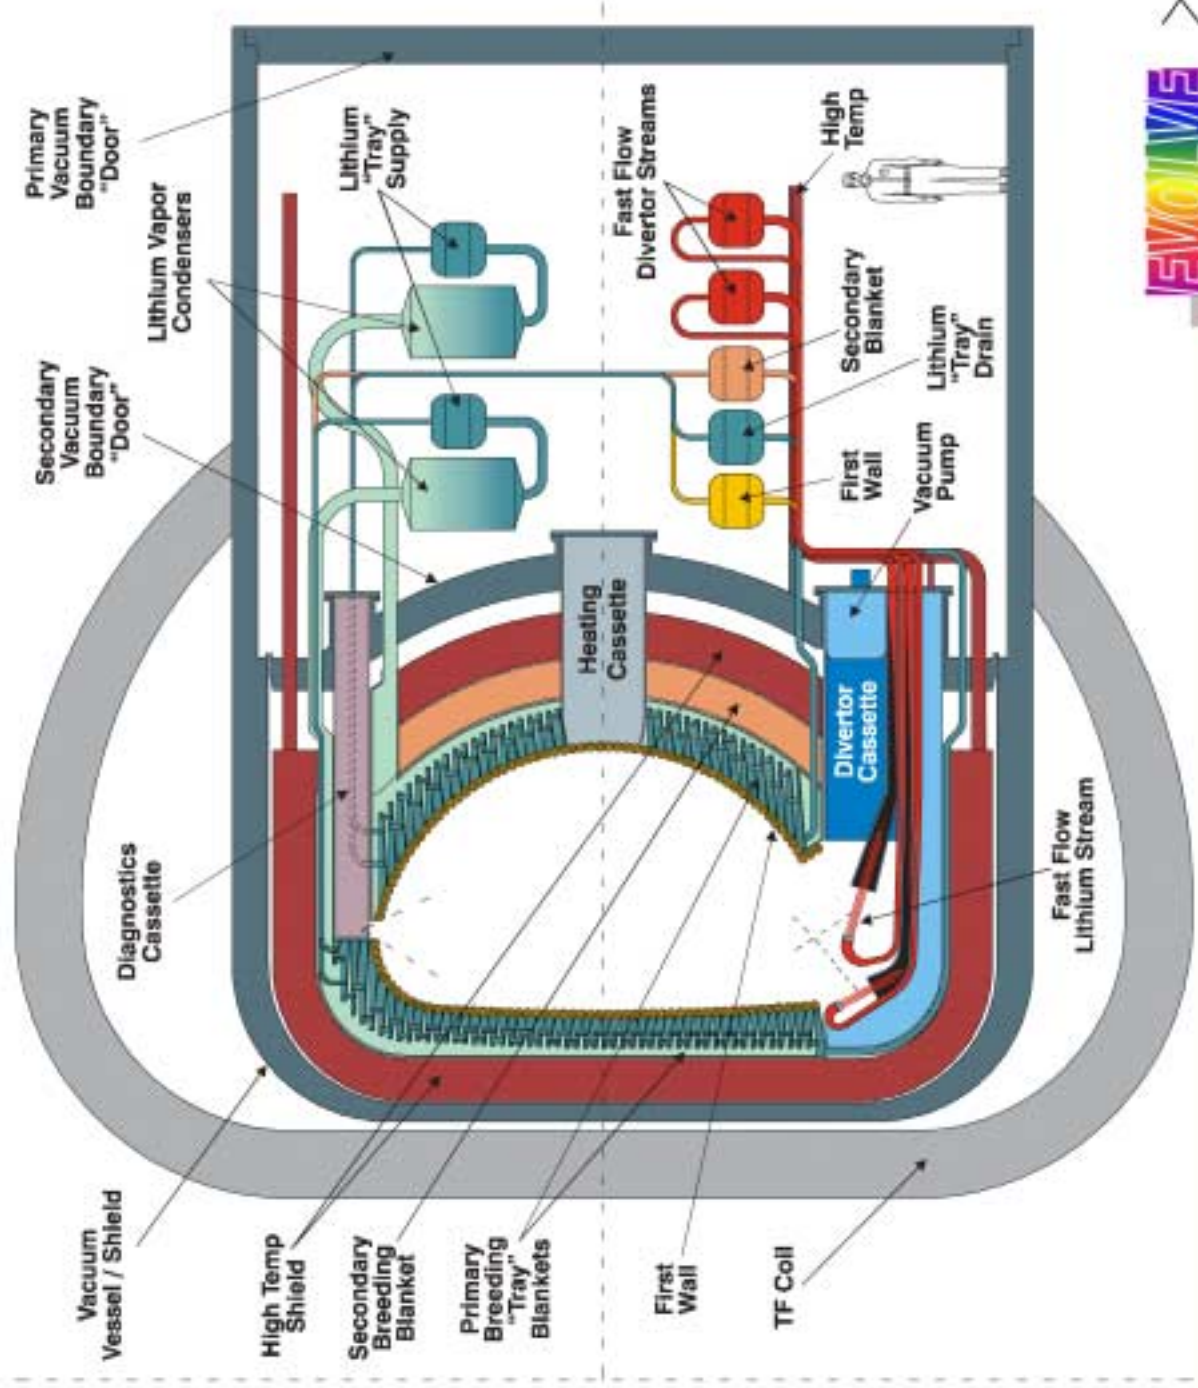 Primary
Vacuum
Boundary
"Door"
Lithium "Tray"
Supply
Lithium Vapor
Condensers
Secondary
Vacuum
Boundary
"Door"
Fast Flow
Divertor Streams
High
Temp
Secondary
Blanket
Lithium
"Tray"
Drain
First
Wall
Vacuum
Pump
Heating
Cassette
Divertor
Cassette
Diagnostics
Cassette
Fast Flow
Lithium Stream
Vacuum
Vessel / Shield
High Temp
Shield
Secondary
Breeding
Blanket
Primary
Breeding
"Tray"
Blankets
First
Wall
TF Coil